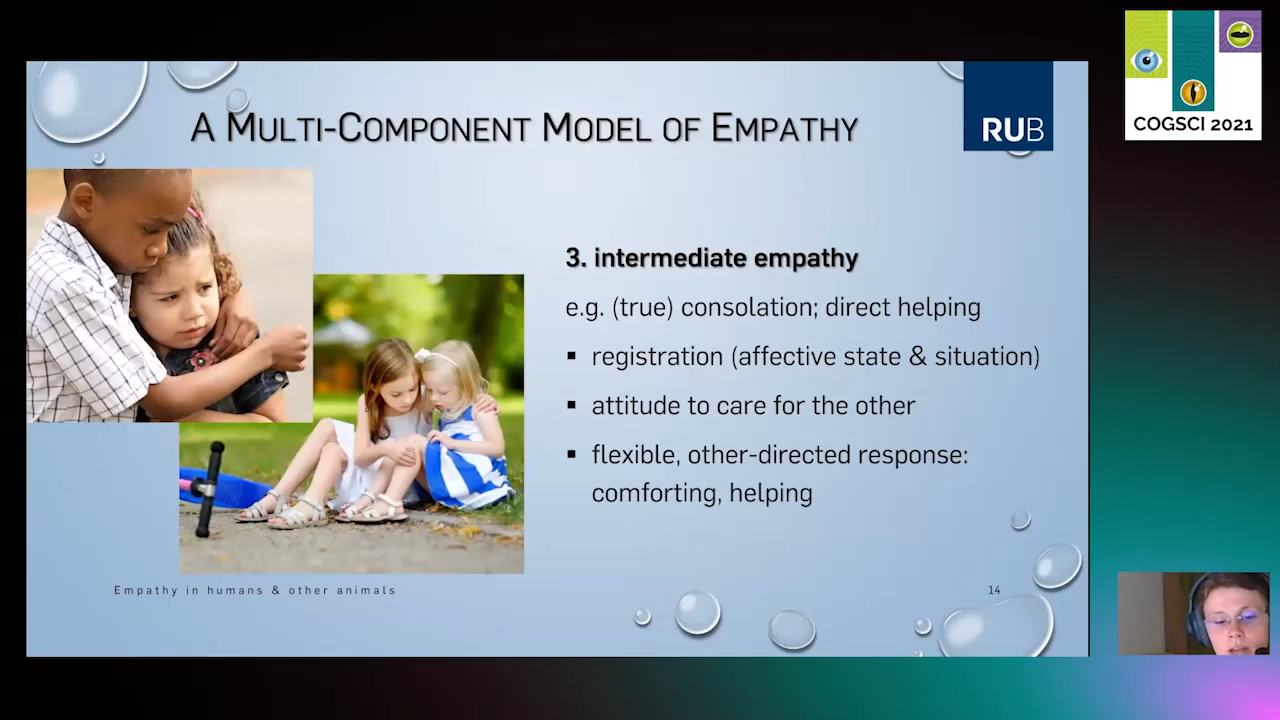 A MULTI-COMPONENT MODEL OF EMPATHY
RUB
COGSCI 2021
3. intermediate empathy
e.g. (true) consolation; direct helping
▪ registration (affective state & situation)
▪ attitude to care for the other
▪ flexible, other-directed response:
comforting, helping
Empathy in humans & other animals
14